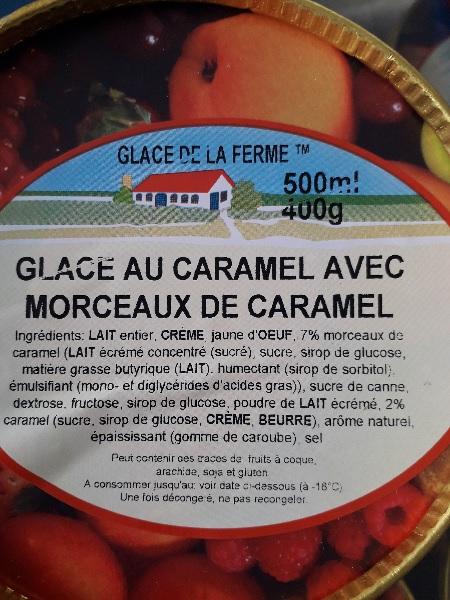 GLACE DE LA FERME ™
500ml
400g
GLACE AU CARAMEL AVEC
MORCEAUX DE CARAMEL
Ingrédients: LAIT entier, CRÈME, jaune d'OEUF, 7% morceaux de
caramel (LAIT écrémé concentré (sucré), sucre, sirop de glucose,
matière grasse butyrique (LAIT), humectant (sirop de sorbitol),
émulsifiant (mono- et diglycérides d'acides gras)), sucre de canne,
dextrose, fructose, sirop de glucose, poudre de LAIT écrémé, 2%
caramel (sucre, sirop de glucose, CRÈME, BEURRE), arôme naturel,
épaississant (gomme de caroube), sel
Peut contenir des traces de fruits à coque,
arachide, soja et gluten
A consommer jusqu'au: voir date ci-dessous (à -18°C)
Une fois décongelé, ne pas recongeler.